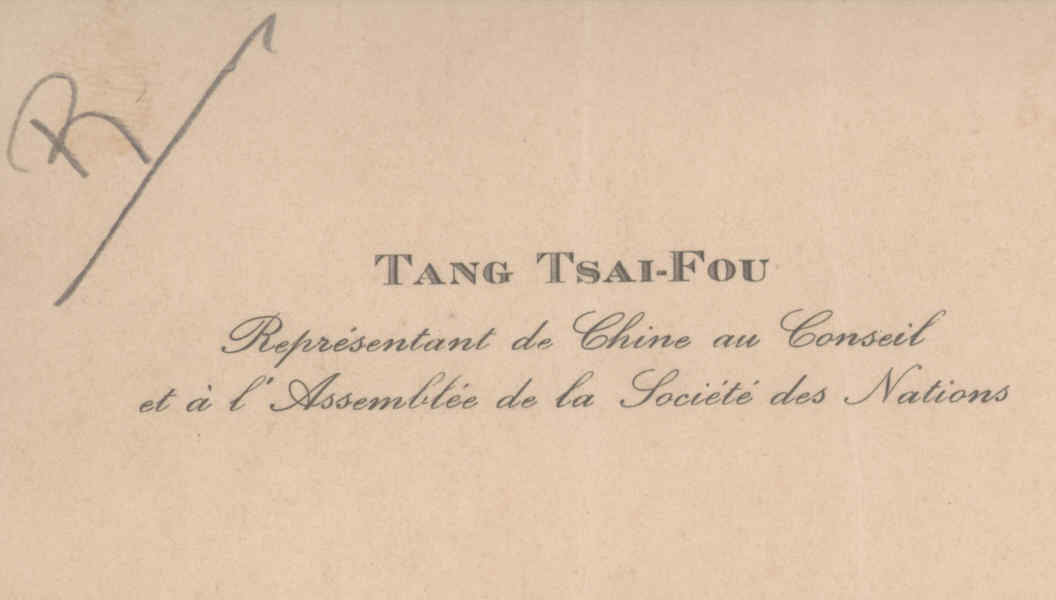 R/
TANG TSAI-FOU
Représentant de Chine au Conseil
et à l'Assemblée de la Société des Nations